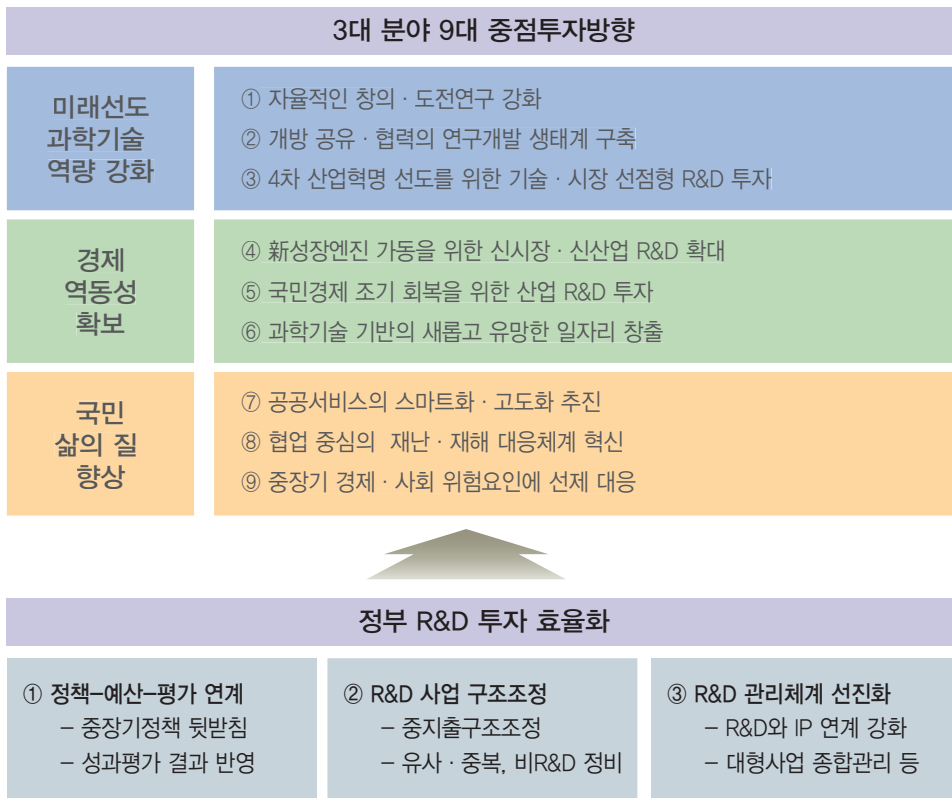 3대 분야 9대 중점투자방향
미래선도
과학기술
역량 강화
① 자율적인 창의 · 도전연구 강화
② 개방 공유 · 협력의 연구개발 생태계 구축
③ 4차 산업혁명 선도를 위한 기술 · 시장 선점형 R&D 투자
경제
역동성
확보
④ 新성장엔진 가동을 위한 신시장 · 신산업 R&D 확대
⑤ 국민경제 조기 회복을 위한 산업 R&D 투자
⑥ 과학기술 기반의 새롭고 유망한 일자리 창출
국민
삶의 질
향상
⑦ 공공서비스의 스마트화 · 고도화 추진
⑧ 협업 중심의 재난 · 재해 대응체계 혁신
⑨ 중장기 경제 · 사회 위험요인에 선제 대응
정부 R&D 투자 효율화
① 정책–예산–평가 연계
– 중장기정책 뒷받침
– 성과평가 결과 반영
② R&D 사업 구조조정
– 중지출구조조정
– 유사 · 중복, 비R&D 정비
③ R&D 관리체계 선진화
– R&D와 IP 연계 강화
– 대형사업 종합관리 등